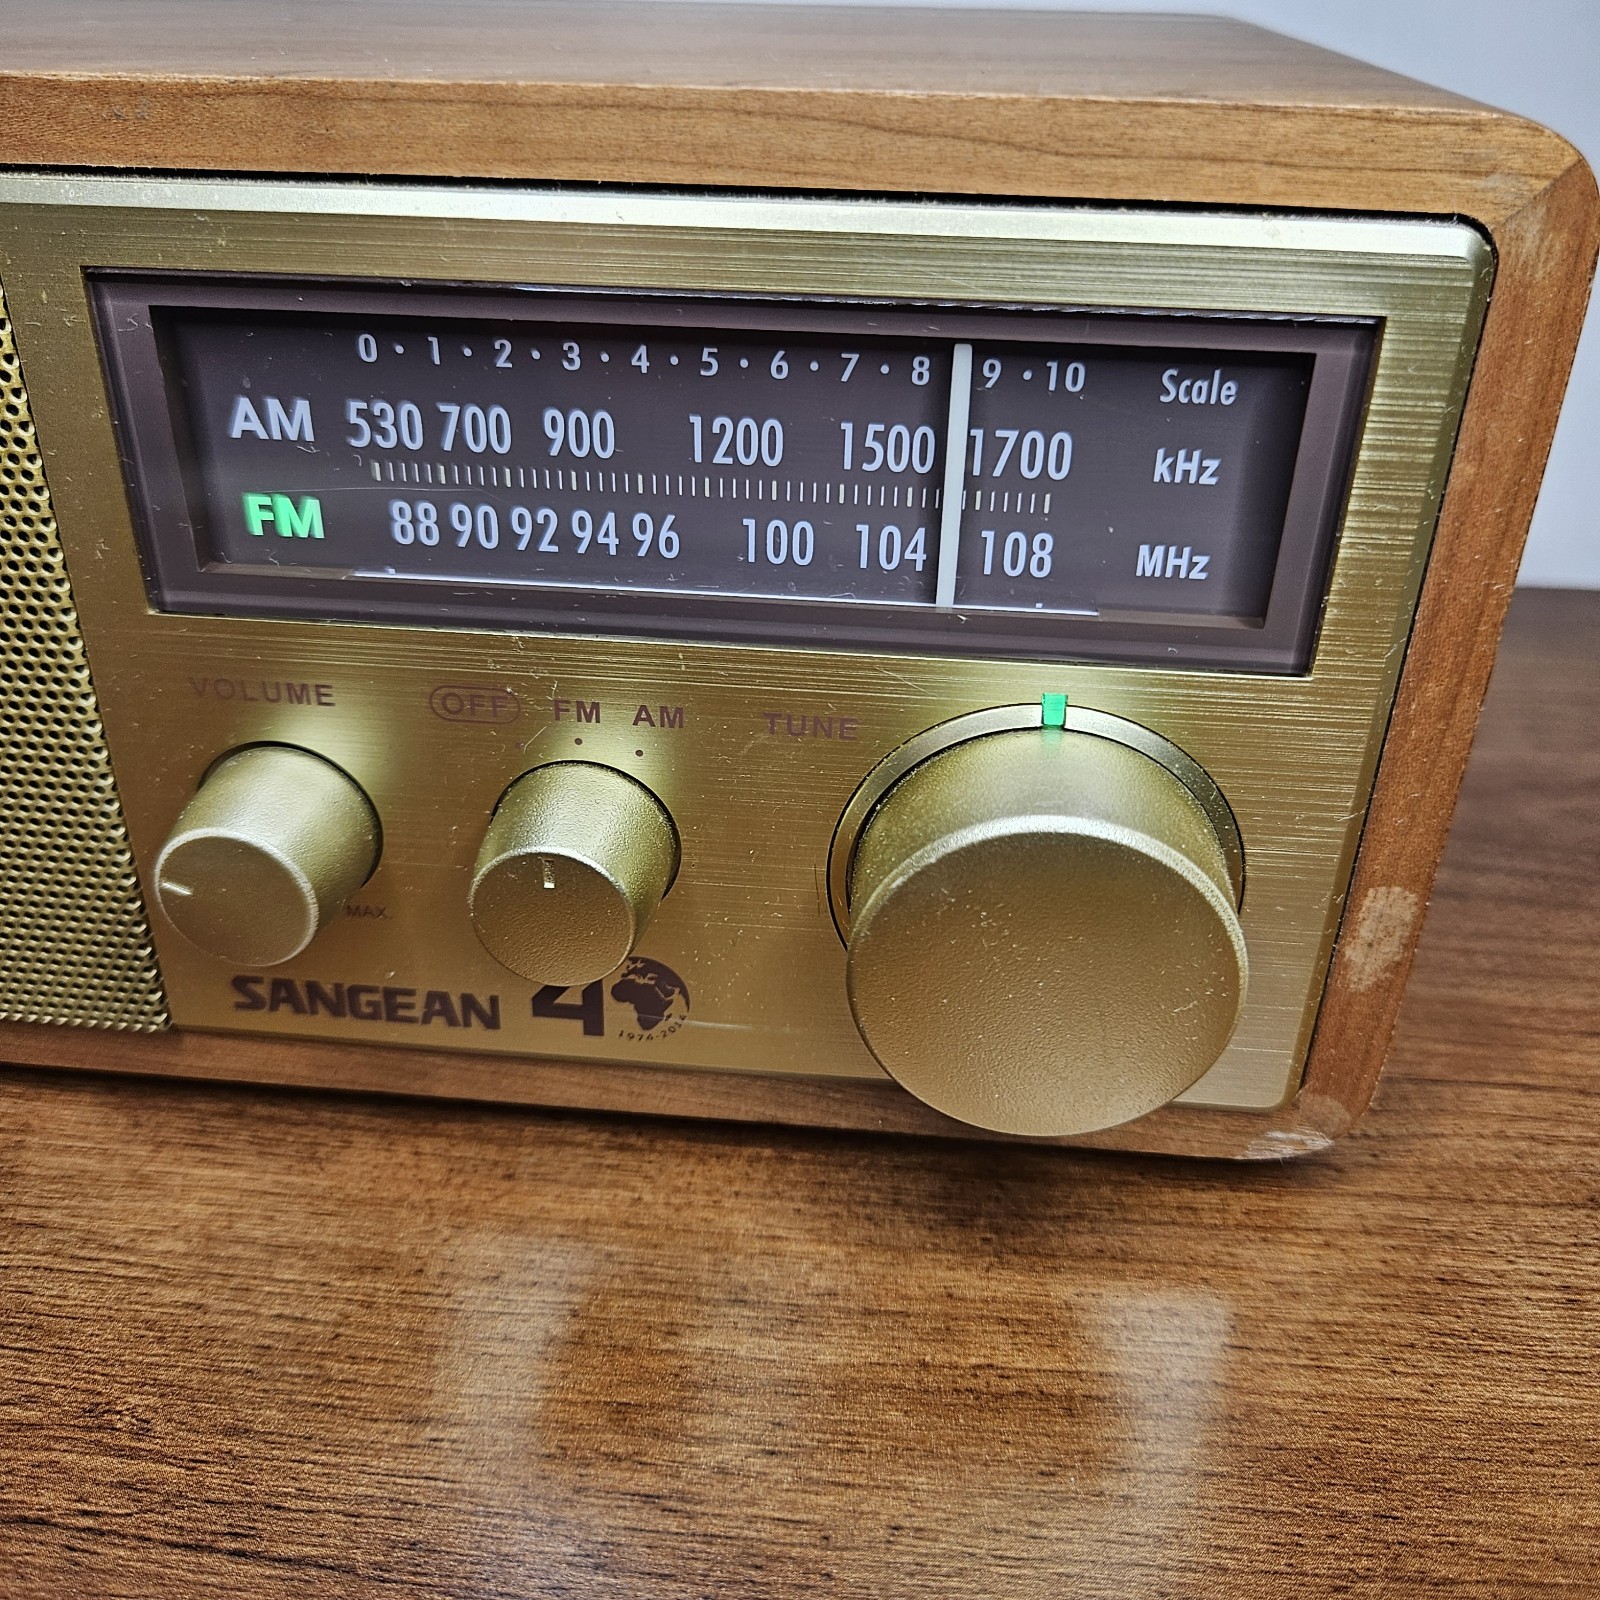 0 · 1 · 2 · 3 · 4 · 5 · 6 · 7 · 8 9 · 10 Scale
AM 530 700 900 1200 1500 1700 kHz
FM 88 90 92 94 96 100 104 108 MHz
VOLUME OFF FM AM TUNE
MAX
SANGEAN 40
1974-2014